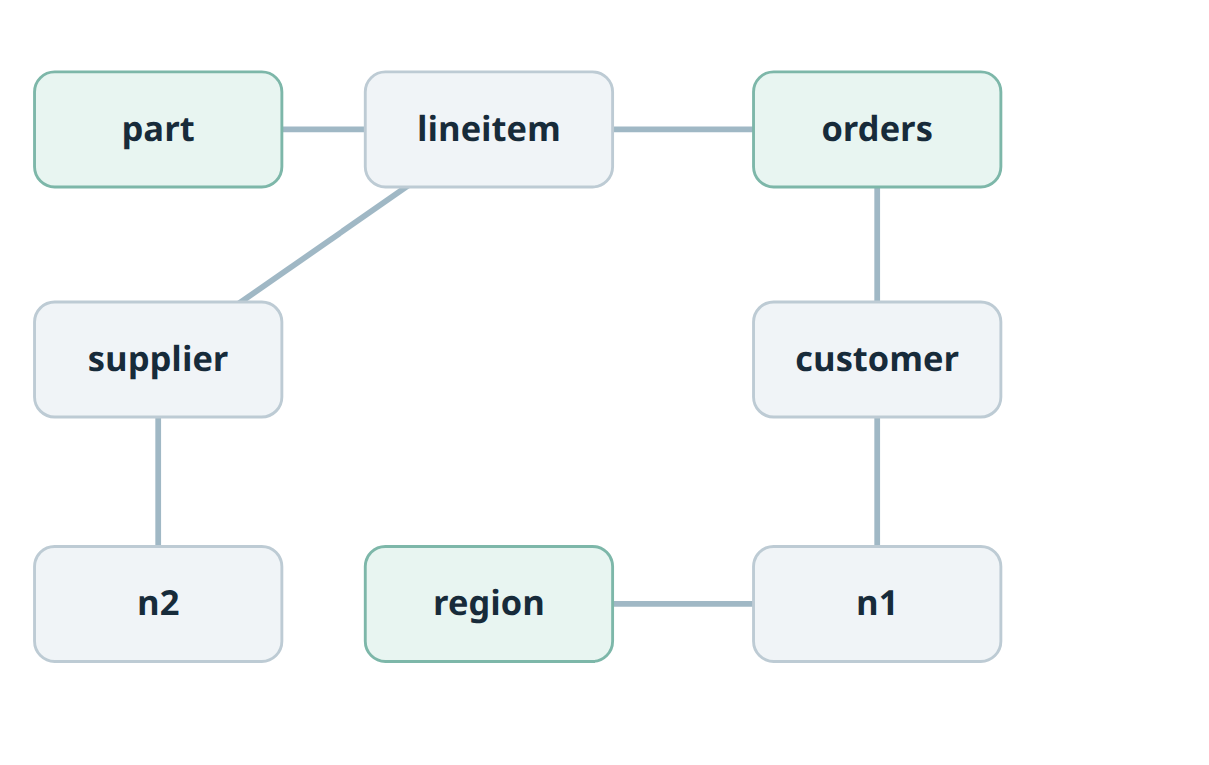 part
lineitem
orders
supplier
customer
n2
region
n1